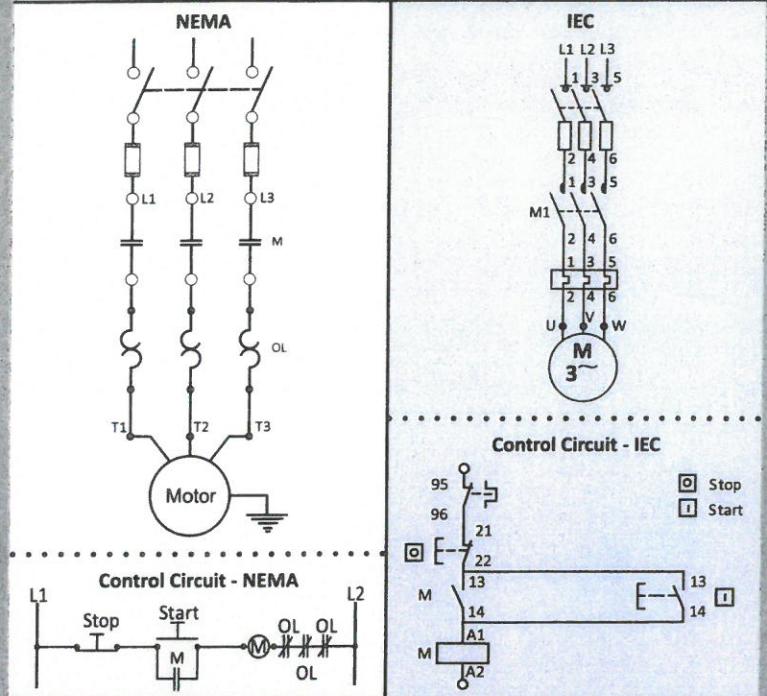 NEMA
L1
L2
L3
M
OL
T1
T2
T3
Motor
Control Circuit - NEMA
L1
L2
Stop
Start
M
M
OL
OL
OL
IEC
L1 L2 L3
1 3 5
2 4 6
1 3 5
M1
2 4 6
1 3 5
2 4 6
U V W
M
3~
Control Circuit - IEC
95
96
O Stop
I Start
21
O
22
M
13
14
13
14
I
A1
M
A2